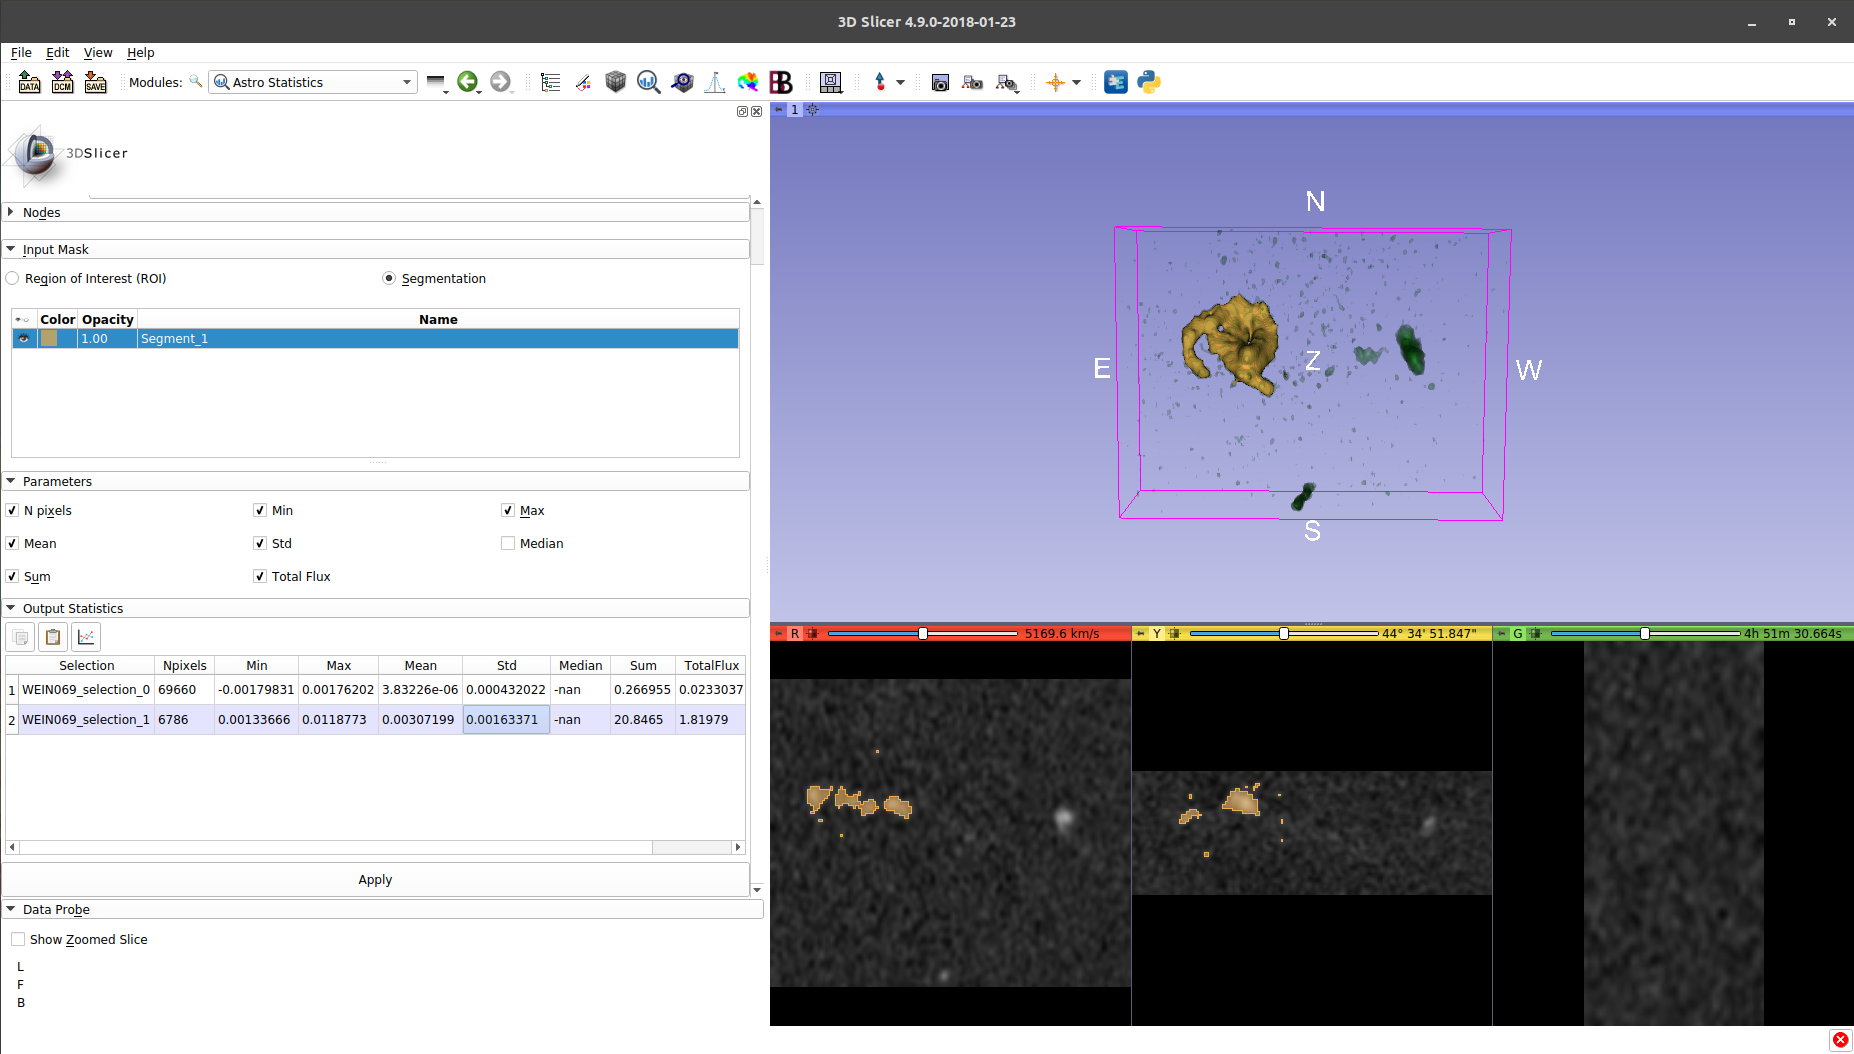 3D Slicer 4.9.0-2018-01-23
File Edit View Help
DATA DCM SAVE Modules: Astro Statistics
3DSlicer
Nodes
Input Mask
Region of Interest (ROI) Segmentation
Color Opacity Name
1.00 Segment_1
Parameters
N pixels Min Max
Mean Std Median
Sum Total Flux
Output Statistics
Selection Npixels Min Max Mean Std Median Sum TotalFlux
1 WEIN069_selection_0 69660 -0.00179831 0.00176202 3.83226e-06 0.000432022 -nan 0.266955 0.0233037
2 WEIN069_selection_1 6786 0.00133666 0.0118773 0.00307199 0.00163371 -nan 20.8465 1.81979
Apply
Data Probe
Show Zoomed Slice
L
F
B
1
N
E Z W
S
R 5169.6 km/s
Y 44° 34' 51.847"
G 4h 51m 30.664s